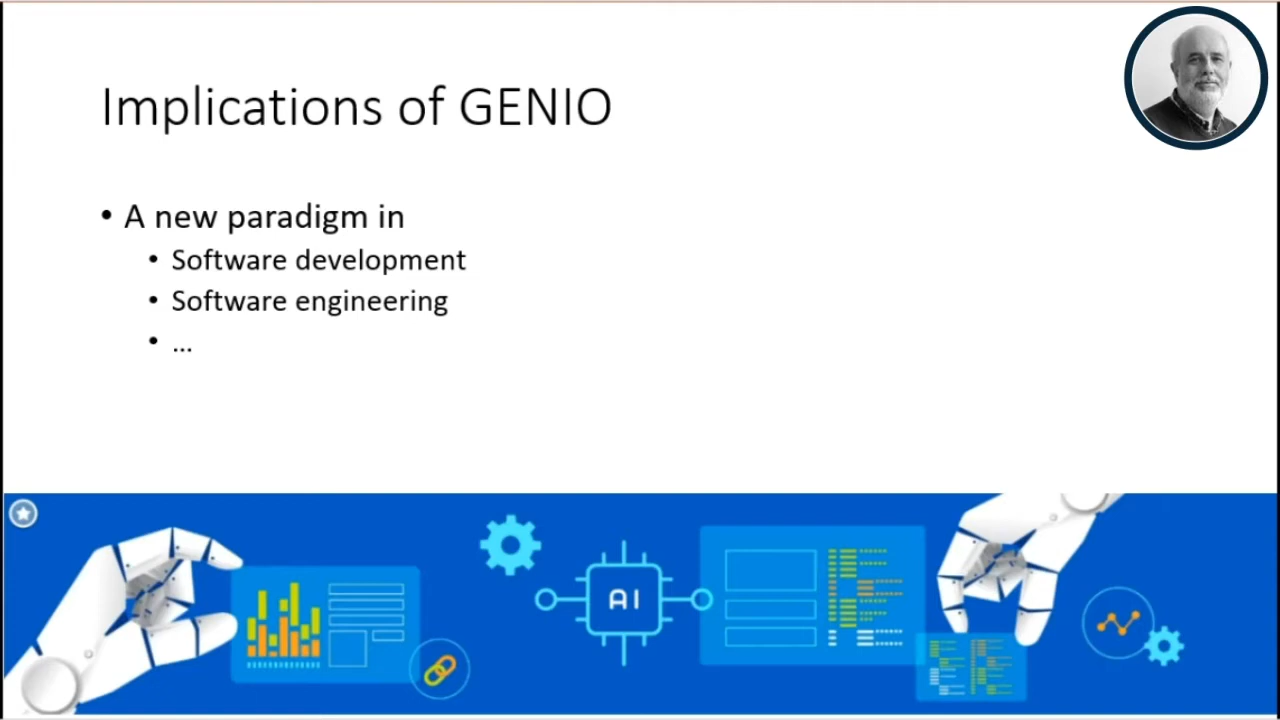 Implications of GENIO
• A new paradigm in
• Software development
• Software engineering
• ...
AI